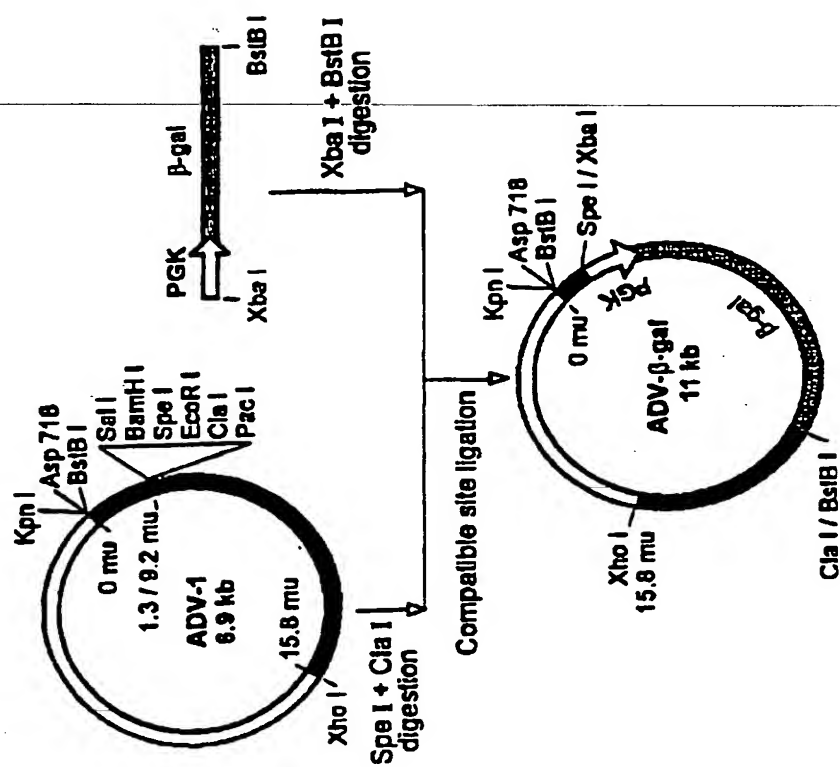 Kpn I
Asp 718
BstB I
Sal I
BamH I
Spe I
EcoR I
Cla I
Pac I
0 mu
1.3 / 9.2 mu
ADV-1
6.9 kb
15.8 mu
Xho I
Spe I + Cla I
digestion
PGK
β-gal
Xba I
BstB I
Xba I + BstB I
digestion
Compatible site ligation
Kpn I
Asp 718
BstB I
Spe I / Xba I
0 mu
PGK
β-gal
ADV-β-gal
11 kb
Xho I
15.8 mu
Cla I / BstB I